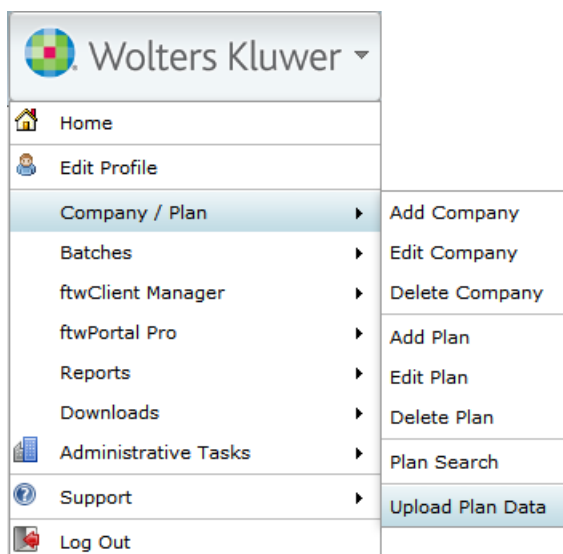 Wolters Kluwer
Home
Edit Profile
Company / Plan
Batches
ftwClient Manager
ftwPortal Pro
Reports
Downloads
Administrative Tasks
Support
Log Out
Add Company
Edit Company
Delete Company
Add Plan
Edit Plan
Delete Plan
Plan Search
Upload Plan Data